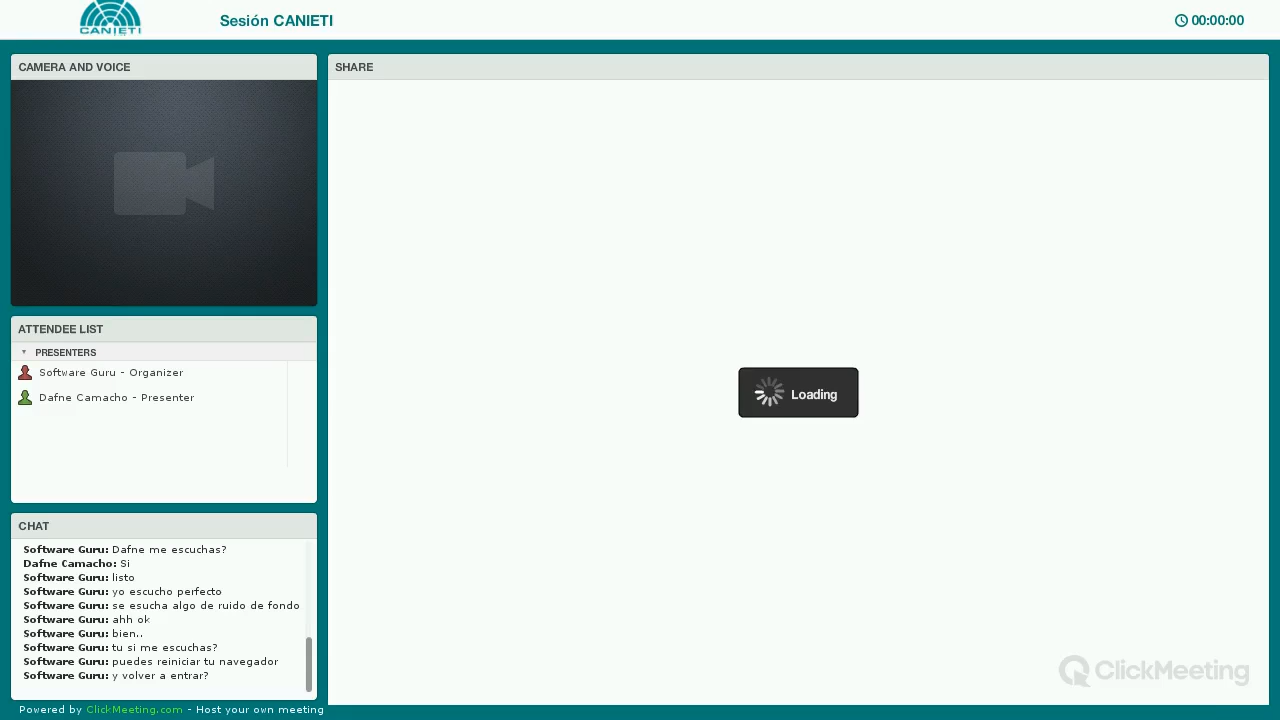 CANIETI
Sesión CANIETI
00:00:00
CAMERA AND VOICE
SHARE
ATTENDEE LIST
PRESENTERS
Software Guru - Organizer
Dafne Camacho - Presenter
Loading
CHAT
Software Guru: Dafne me escuchas?
Dafne Camacho: Si
Software Guru: listo
Software Guru: yo escucho perfecto
Software Guru: se esucha algo de ruido de fondo
Software Guru: ahh ok
Software Guru: bien..
Software Guru: tu si me escuchas?
Software Guru: puedes reiniciar tu navegador
Software Guru: y volver a entrar?
ClickMeeting
Powered by ClickMeeting.com - Host your own meeting